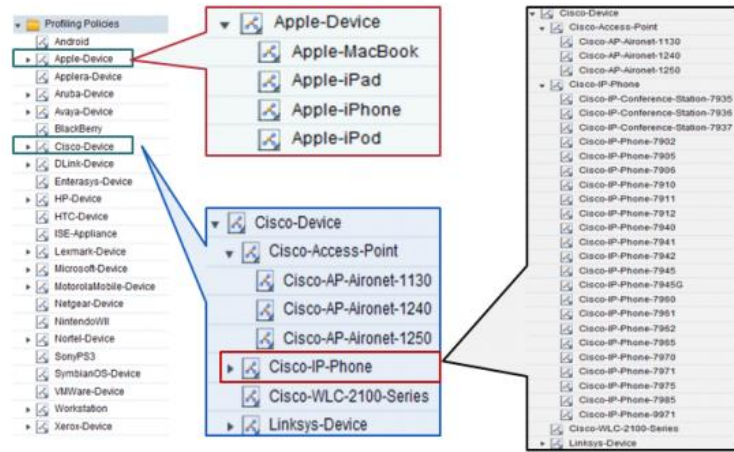 Profiling Policies
Android
Apple-Device
Applera-Device
Aruba-Device
Avaya-Device
BlackBerry
Cisco-Device
DLink-Device
Enterasys-Device
HP-Device
HTC-Device
ISE-Appliance
Lexmark-Device
Microsoft-Device
MotorolaMobile-Device
Netgear-Device
NintendoWII
Nortel-Device
SonyPS3
SymbianOS-Device
VMWare-Device
Workstation
Xerox-Device
Apple-Device
Apple-MacBook
Apple-iPad
Apple-iPhone
Apple-iPod
Cisco-Device
Cisco-Access-Point
Cisco-AP-Aironet-1130
Cisco-AP-Aironet-1240
Cisco-AP-Aironet-1250
Cisco-IP-Phone
Cisco-WLC-2100-Series
Linksys-Device
Cisco-Device
Cisco-Access-Point
Cisco-AP-Aironet-1130
Cisco-AP-Aironet-1240
Cisco-AP-Aironet-1250
Cisco-IP-Phone
Cisco-IP-Conference-Station-7935
Cisco-IP-Conference-Station-7936
Cisco-IP-Conference-Station-7937
Cisco-IP-Phone-7902
Cisco-IP-Phone-7905
Cisco-IP-Phone-7906
Cisco-IP-Phone-7910
Cisco-IP-Phone-7911
Cisco-IP-Phone-7912
Cisco-IP-Phone-7940
Cisco-IP-Phone-7941
Cisco-IP-Phone-7942
Cisco-IP-Phone-7945
Cisco-IP-Phone-7945G
Cisco-IP-Phone-7960
Cisco-IP-Phone-7961
Cisco-IP-Phone-7962
Cisco-IP-Phone-7965
Cisco-IP-Phone-7970
Cisco-IP-Phone-7971
Cisco-IP-Phone-7975
Cisco-IP-Phone-7985
Cisco-IP-Phone-9971
Cisco-WLC-2100-Series
Linksys-Device